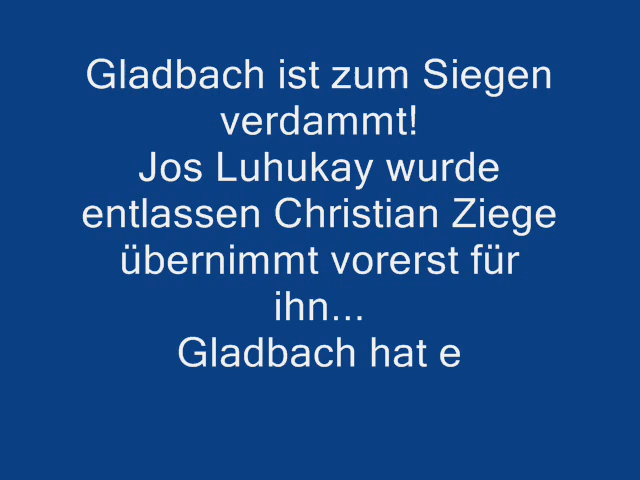 Gladbach ist zum Siegen
verdammt!
Jos Luhukay wurde
entlassen Christian Ziege
übernimmt vorerst für
ihn...
Gladbach hat e